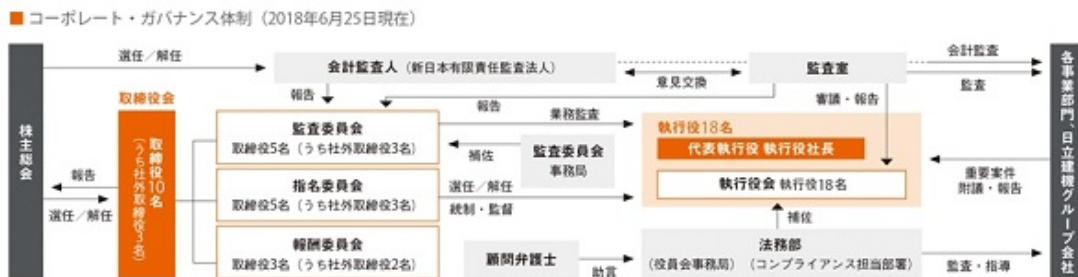 ■ コーポレート・ガバナンス体制（2018年6月25日現在）
株主総会
選任／解任
会計監査人（新日本有限責任監査法人）
意見交換
監査室
会計監査
監査
各事業部門、日立建機グループ会社
取締役会
取締役10名
（うち社外取締役3名）
報告
選任／解任
報告
報告
審議・報告
監査委員会
取締役5名（うち社外取締役3名）
業務監査
補佐
監査委員会
事務局
執行役18名
代表執行役 執行役社長
執行役会 執行役18名
重要案件
附議・報告
指名委員会
取締役5名（うち社外取締役3名）
選任／解任
統制・監督
報酬委員会
取締役3名（うち社外取締役2名）
顧問弁護士
助言
補佐
法務部
（役員会事務局）（コンプライアンス担当部署）
監査・指導